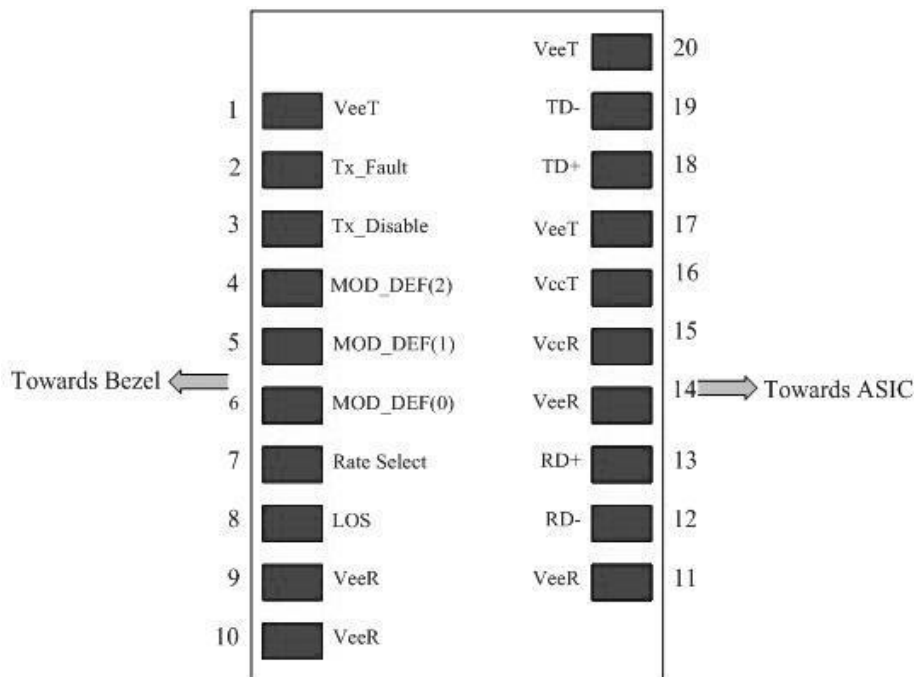 VeeT 20
1 VeeT TD- 19
2 Tx_Fault TD+ 18
3 Tx_Disable VeeT 17
4 MOD_DEF(2) VccT 16
5 MOD_DEF(1) VccR 15
Towards Bezel 6 MOD_DEF(0) VeeR 14 Towards ASIC
7 Rate Select RD+ 13
8 LOS RD- 12
9 VeeR VeeR 11
10 VeeR